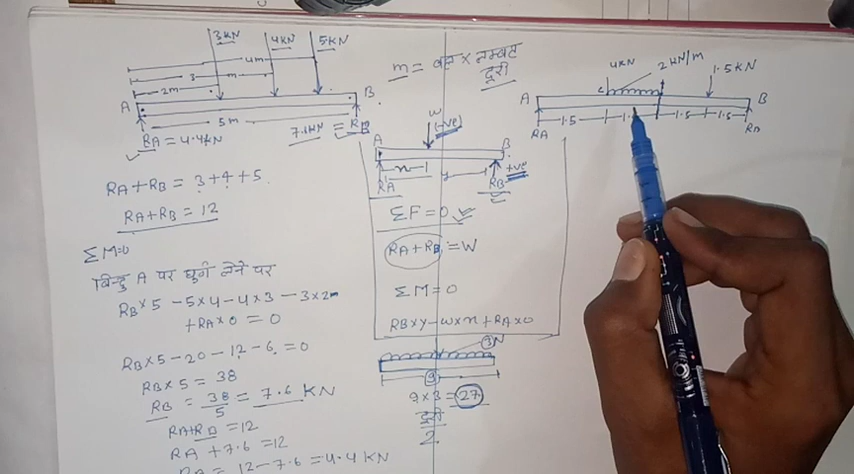 3KN 4KN 5KN
4m
3 m
2m
A B
5m
RA = 4.4KN 7.6KN = RB
RA + RB = 3 + 4 + 5
RA + RB = 12
ΣM=0
बिन्दु A पर घुर्ण लेने पर
RB × 5 - 5 × 4 - 4 × 3 - 3 × 2
+ RA × 0 = 0
RB × 5 - 20 - 12 - 6 = 0
RB × 5 = 38
RB = 38/5 = 7.6 KN
RA + RB = 12
RA + 7.6 = 12
RA = 12 - 7.6 = 4.4 KN
m = बल × लम्बवत
दूरी
W (-ve)
A B
RA RB +ve
ΣF = 0
RA + RB = W
ΣM = 0
RB × y - w × x + RA × 0
3N
9
9 × 3 = 27
दूरी
2
4KN 2KN/m 1.5KN
A C B
1.5 1. 1.5 1.5
RA